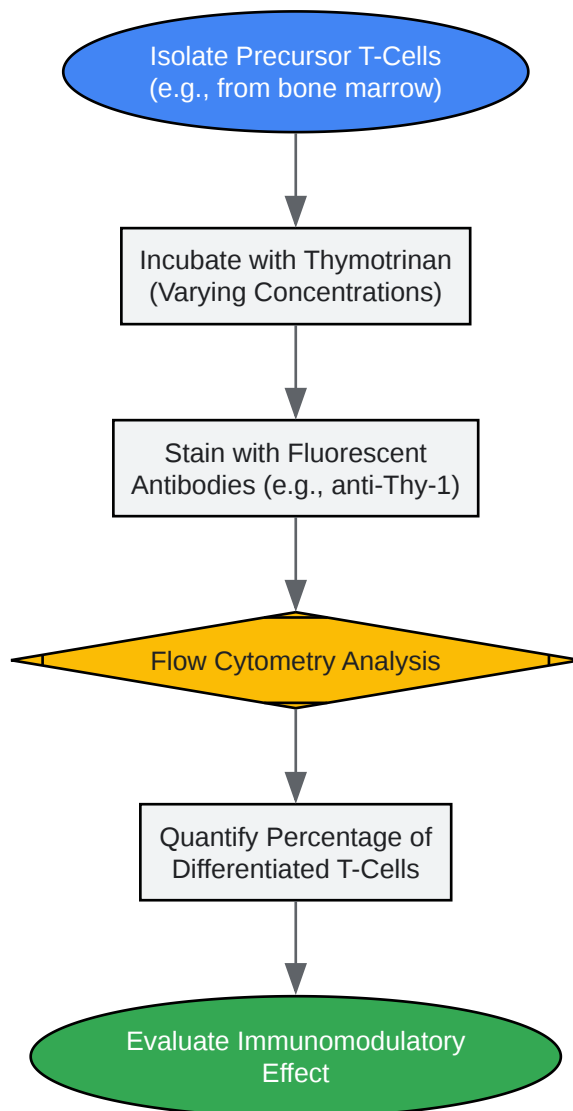 Isolate Precursor T-Cells
(e.g., from bone marrow)
Incubate with Thymotrinan
(Varying Concentrations)
Stain with Fluorescent
Antibodies (e.g., anti-Thy-1)
Flow Cytometry Analysis
Quantify Percentage of
Differentiated T-Cells
Evaluate Immunomodulatory
Effect